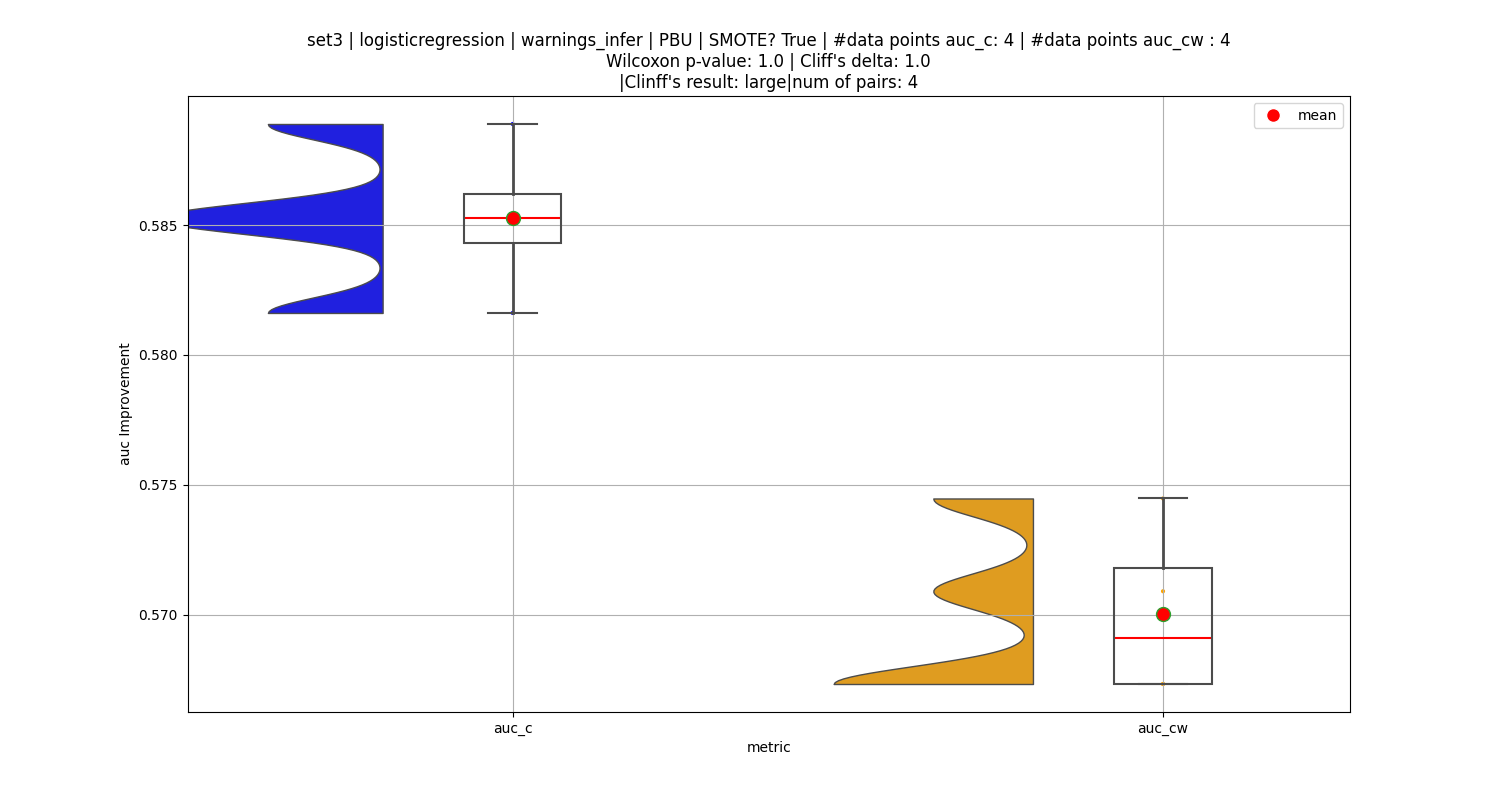 set3 | logisticregression | warnings_infer | PBU | SMOTE? True | #data points auc_c: 4 | #data points auc_cw : 4
Wilcoxon p-value: 1.0 | Cliff's delta: 1.0
|Clinff's result: large|num of pairs: 4
mean
0.585
0.580
0.575
0.570
auc Improvement
auc_c
auc_cw
metric